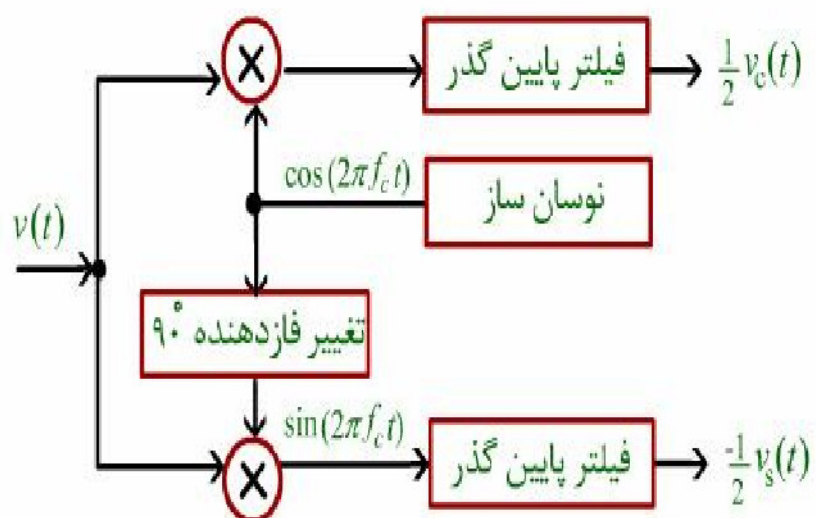 فیلتر پایین گذر
½ v_c(t)
cos(2πf_c t)
نوسان ساز
v(t)
تغییر فازدهنده ۹۰°
sin(2πf_c t)
فیلتر پایین گذر
-½ v_s(t)